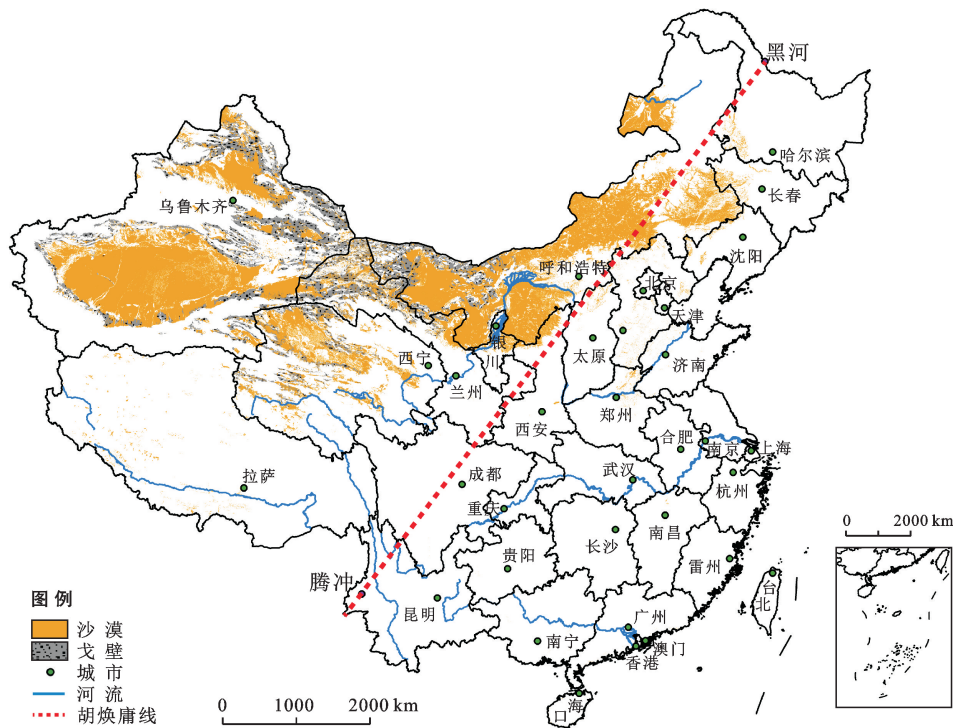 黑河
哈尔滨
长春
乌鲁木齐
沈阳
呼和浩特
北京
天津
银川
太原
西宁
济南
兰州
郑州
西安
合肥
南京
上海
成都
武汉
拉萨
杭州
重庆
南昌
长沙
0 2000 km
贵阳
雷州
腾冲
台北
昆明
广州
南宁
澳门
香港
海口
图例
沙漠
戈壁
城市
河流
胡焕庸线
0 1000 2000 km